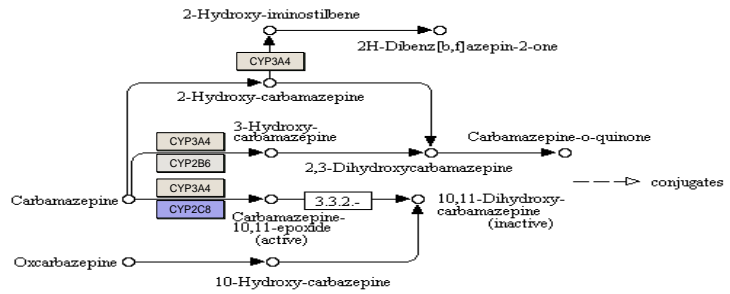 2-Hydroxy-iminostilbene
2H-Dibenz[b,f]azepin-2-one
CYP3A4
2-Hydroxy-carbamazepine
3-Hydroxy-
carbamazepine
CYP3A4
CYP2B6
Carbamazepine-o-quinone
2,3-Dihydroxycarbamazepine
conjugates
CYP3A4
CYP2C8
Carbamazepine
3.3.2.-
Carbamazepine-
10,11-epoxide
(active)
10,11-Dihydroxy-
carbamazepine
(inactive)
Oxcarbazepine
10-Hydroxy-carbazepine